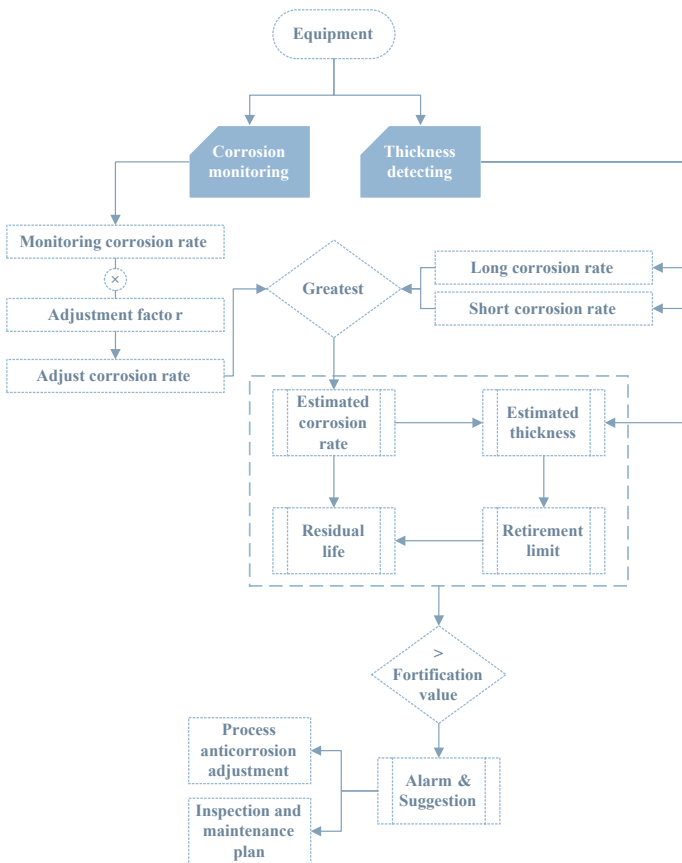 Equipment
Corrosion
monitoring
Thickness
detecting
Monitoring corrosion rate
×
Adjustment facto r
Adjust corrosion rate
Greatest
Long corrosion rate
Short corrosion rate
Estimated
corrosion
rate
Estimated
thickness
Residual
life
Retirement
limit
>
Fortification
value
Process
anticorrosion
adjustment
Alarm &
Suggestion
Inspection and
maintenance
plan